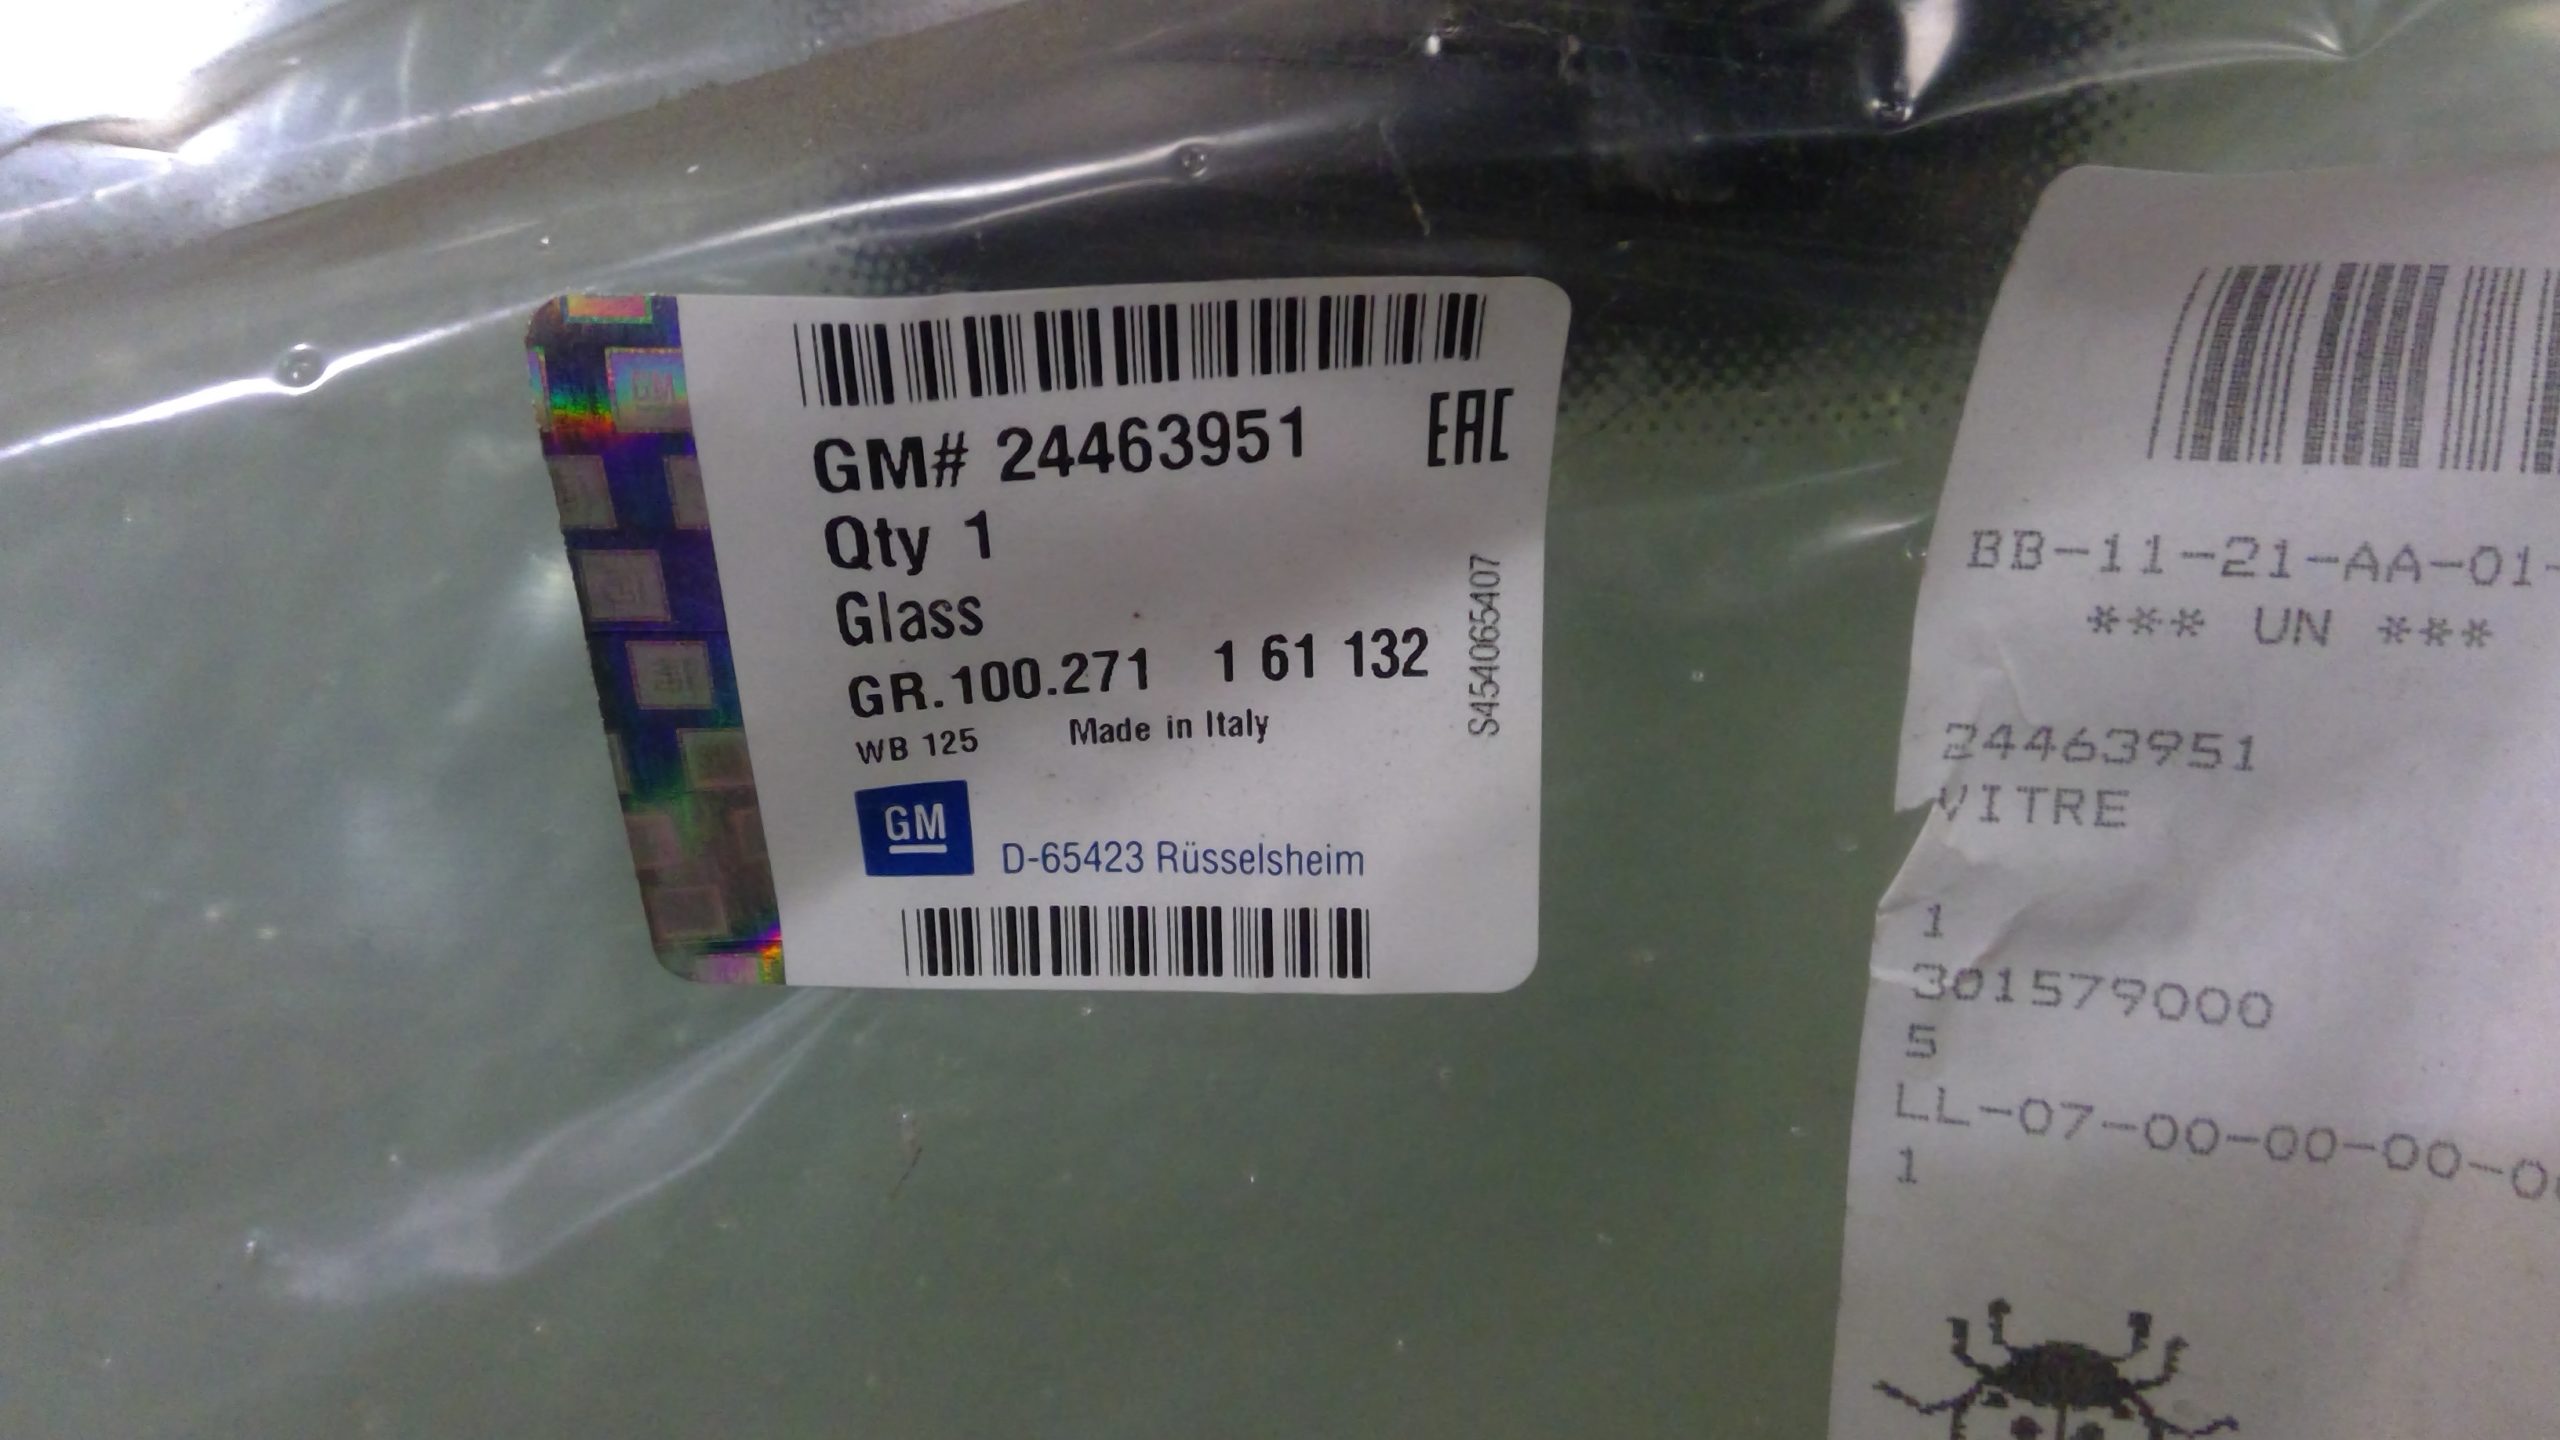 GM# 24463951
EAC
Qty 1
Glass
GR.100.271 1 61 132
WB 125 Made in Italy
S454065407
GM
D-65423 Rüsselsheim
BB-11-21-AA-01-
*** UN ***
24463951
VITRE
1
301579000
5
LL-07-00-00-00-0
1